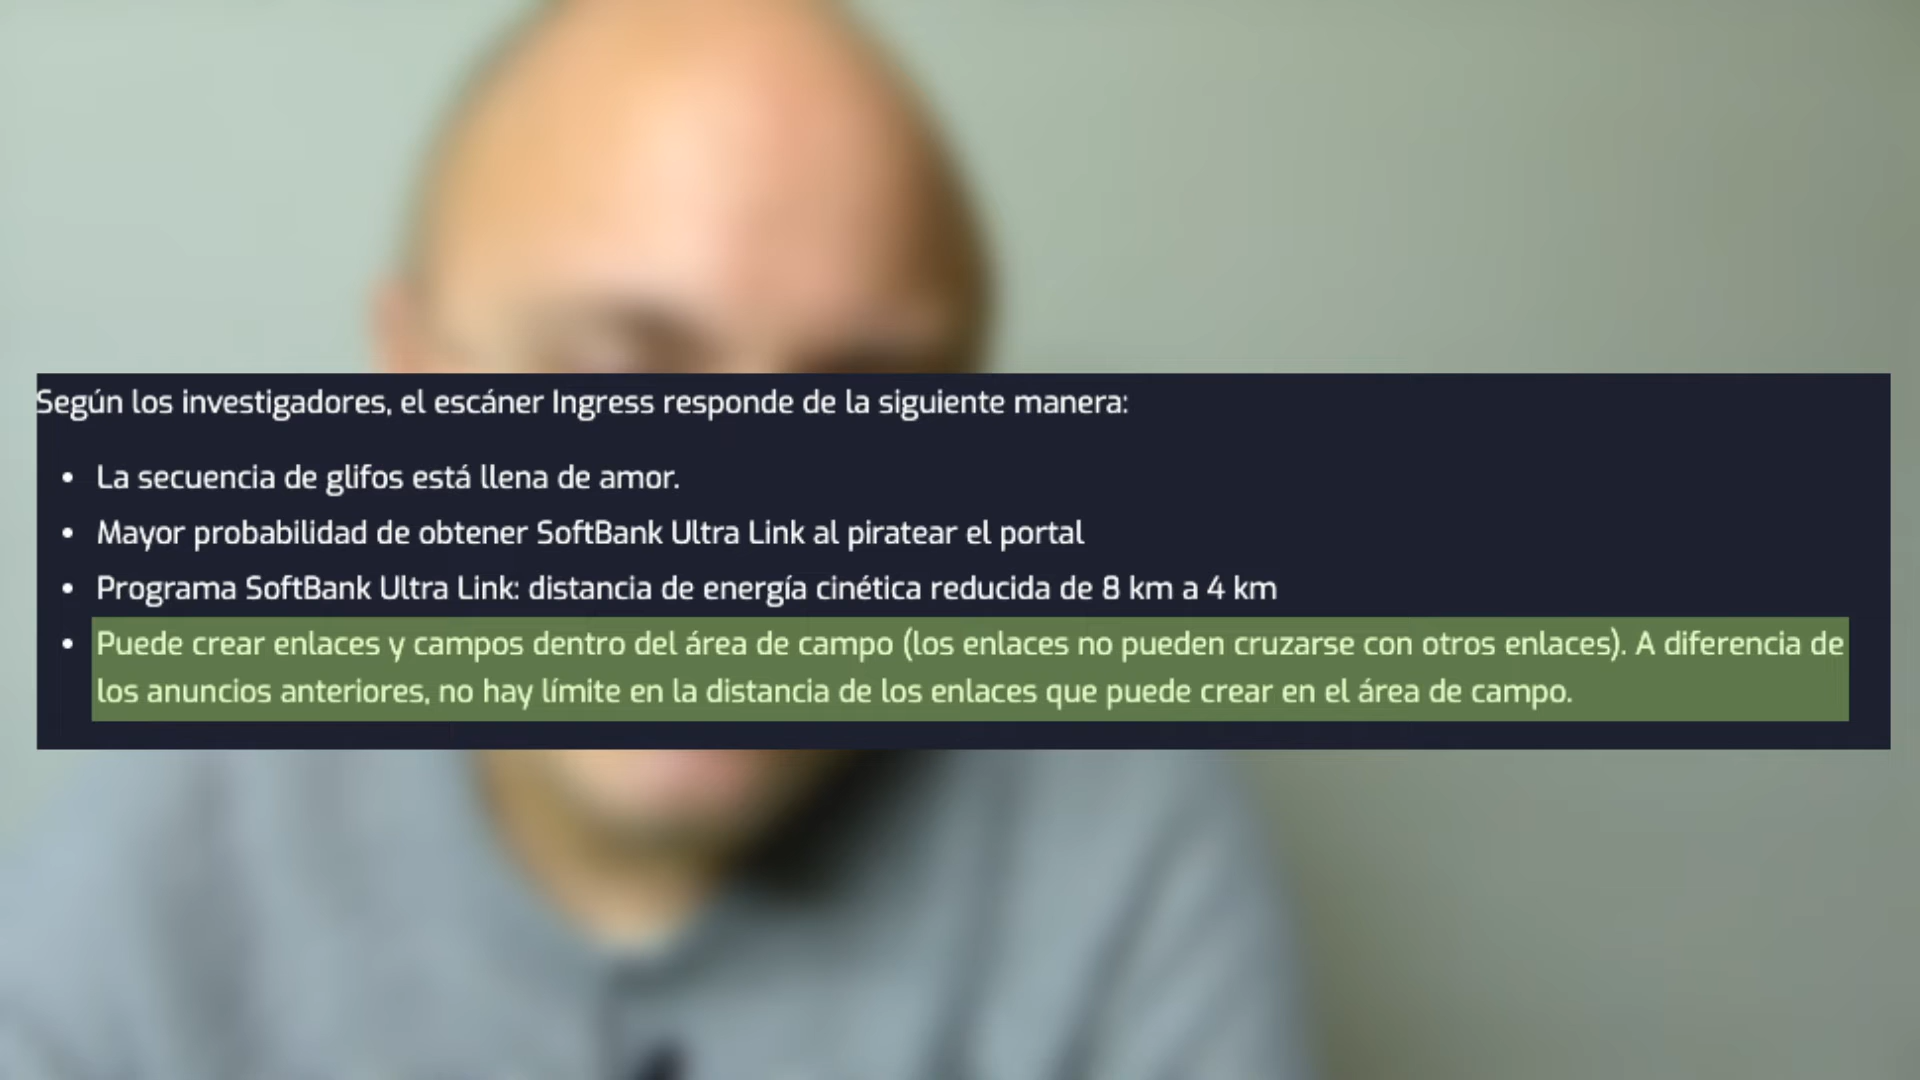 Según los investigadores, el escáner Ingress responde de la siguiente manera:
• La secuencia de glifos está llena de amor.
• Mayor probabilidad de obtener SoftBank Ultra Link al piratear el portal
• Programa SoftBank Ultra Link: distancia de energía cinética reducida de 8 km a 4 km
• Puede crear enlaces y campos dentro del área de campo (los enlaces no pueden cruzarse con otros enlaces). A diferencia de
los anuncios anteriores, no hay límite en la distancia de los enlaces que puede crear en el área de campo.